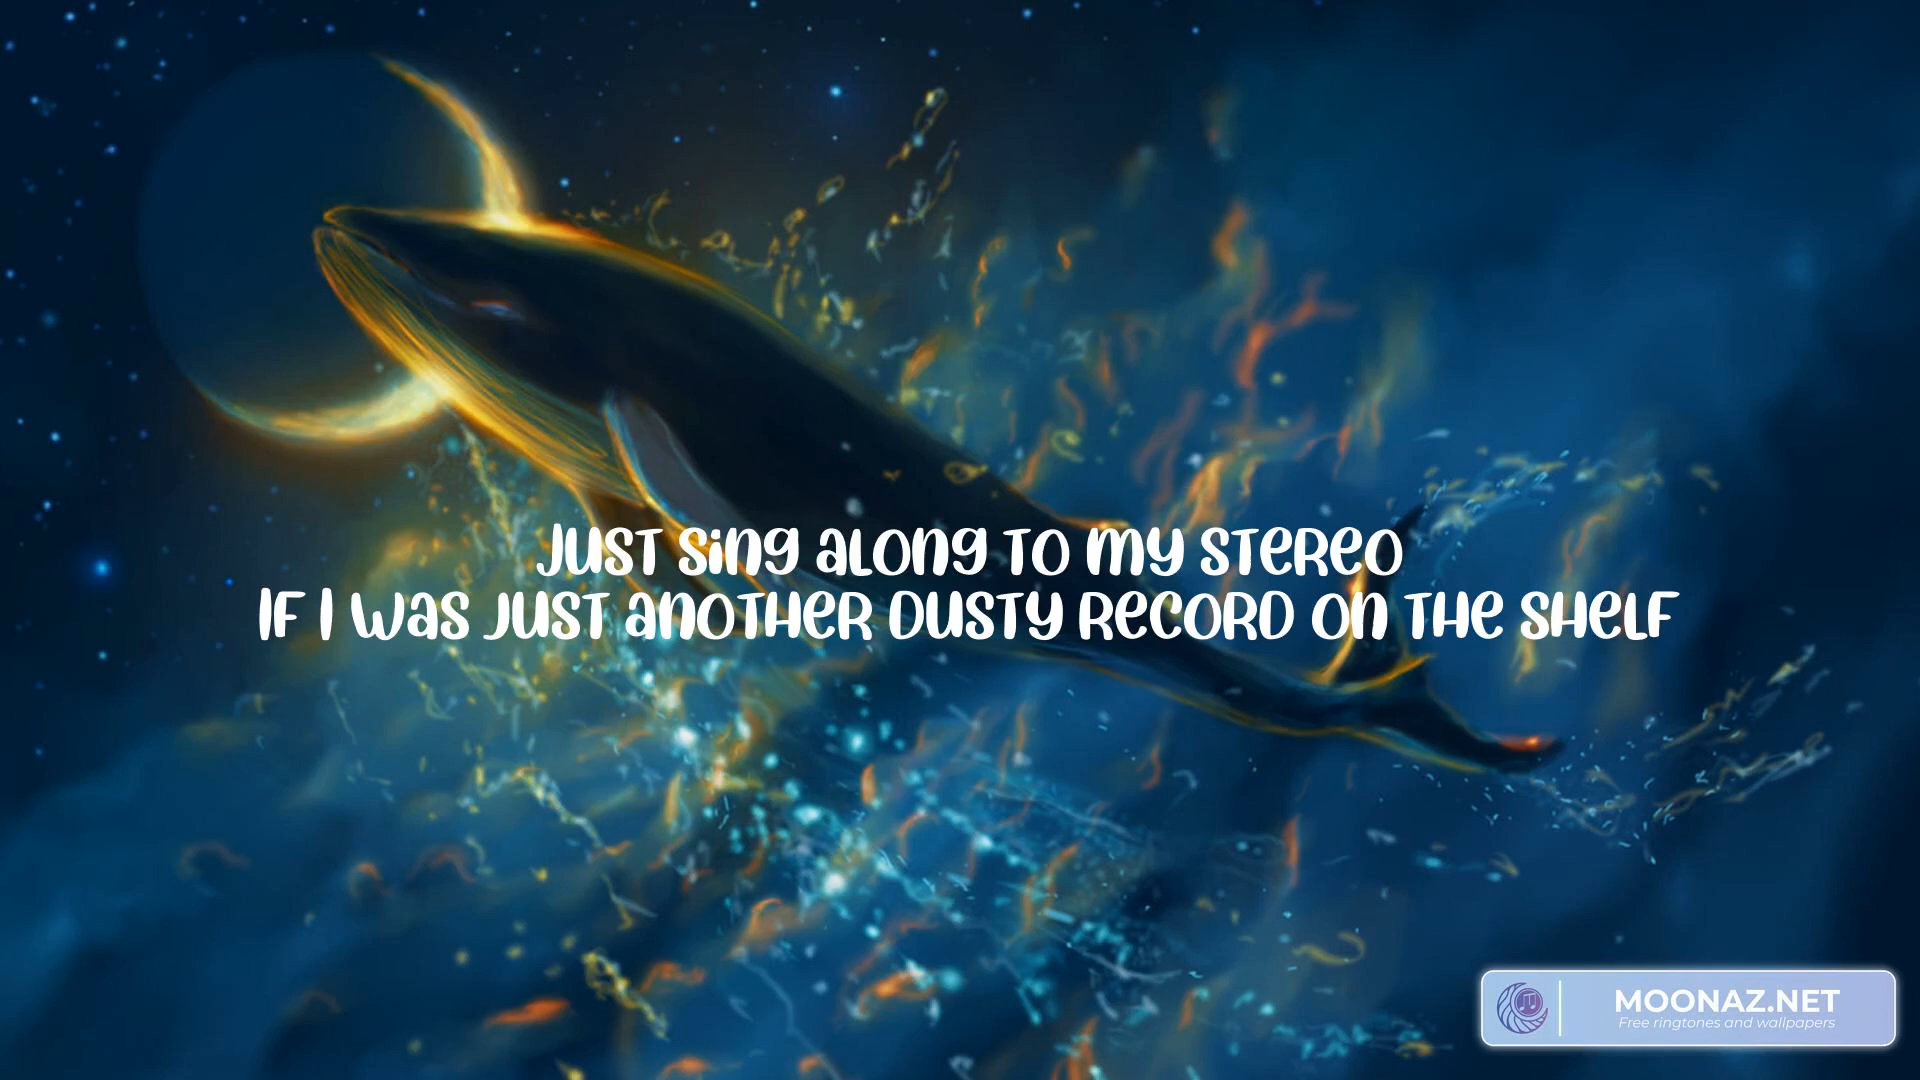 JUST SING ALONG TO MY STEREO
IF I WAS JUST ANOTHER DUSTY RECORD ON THE SHELF
MOONAZ.NET
Free ringtones and wallpapers